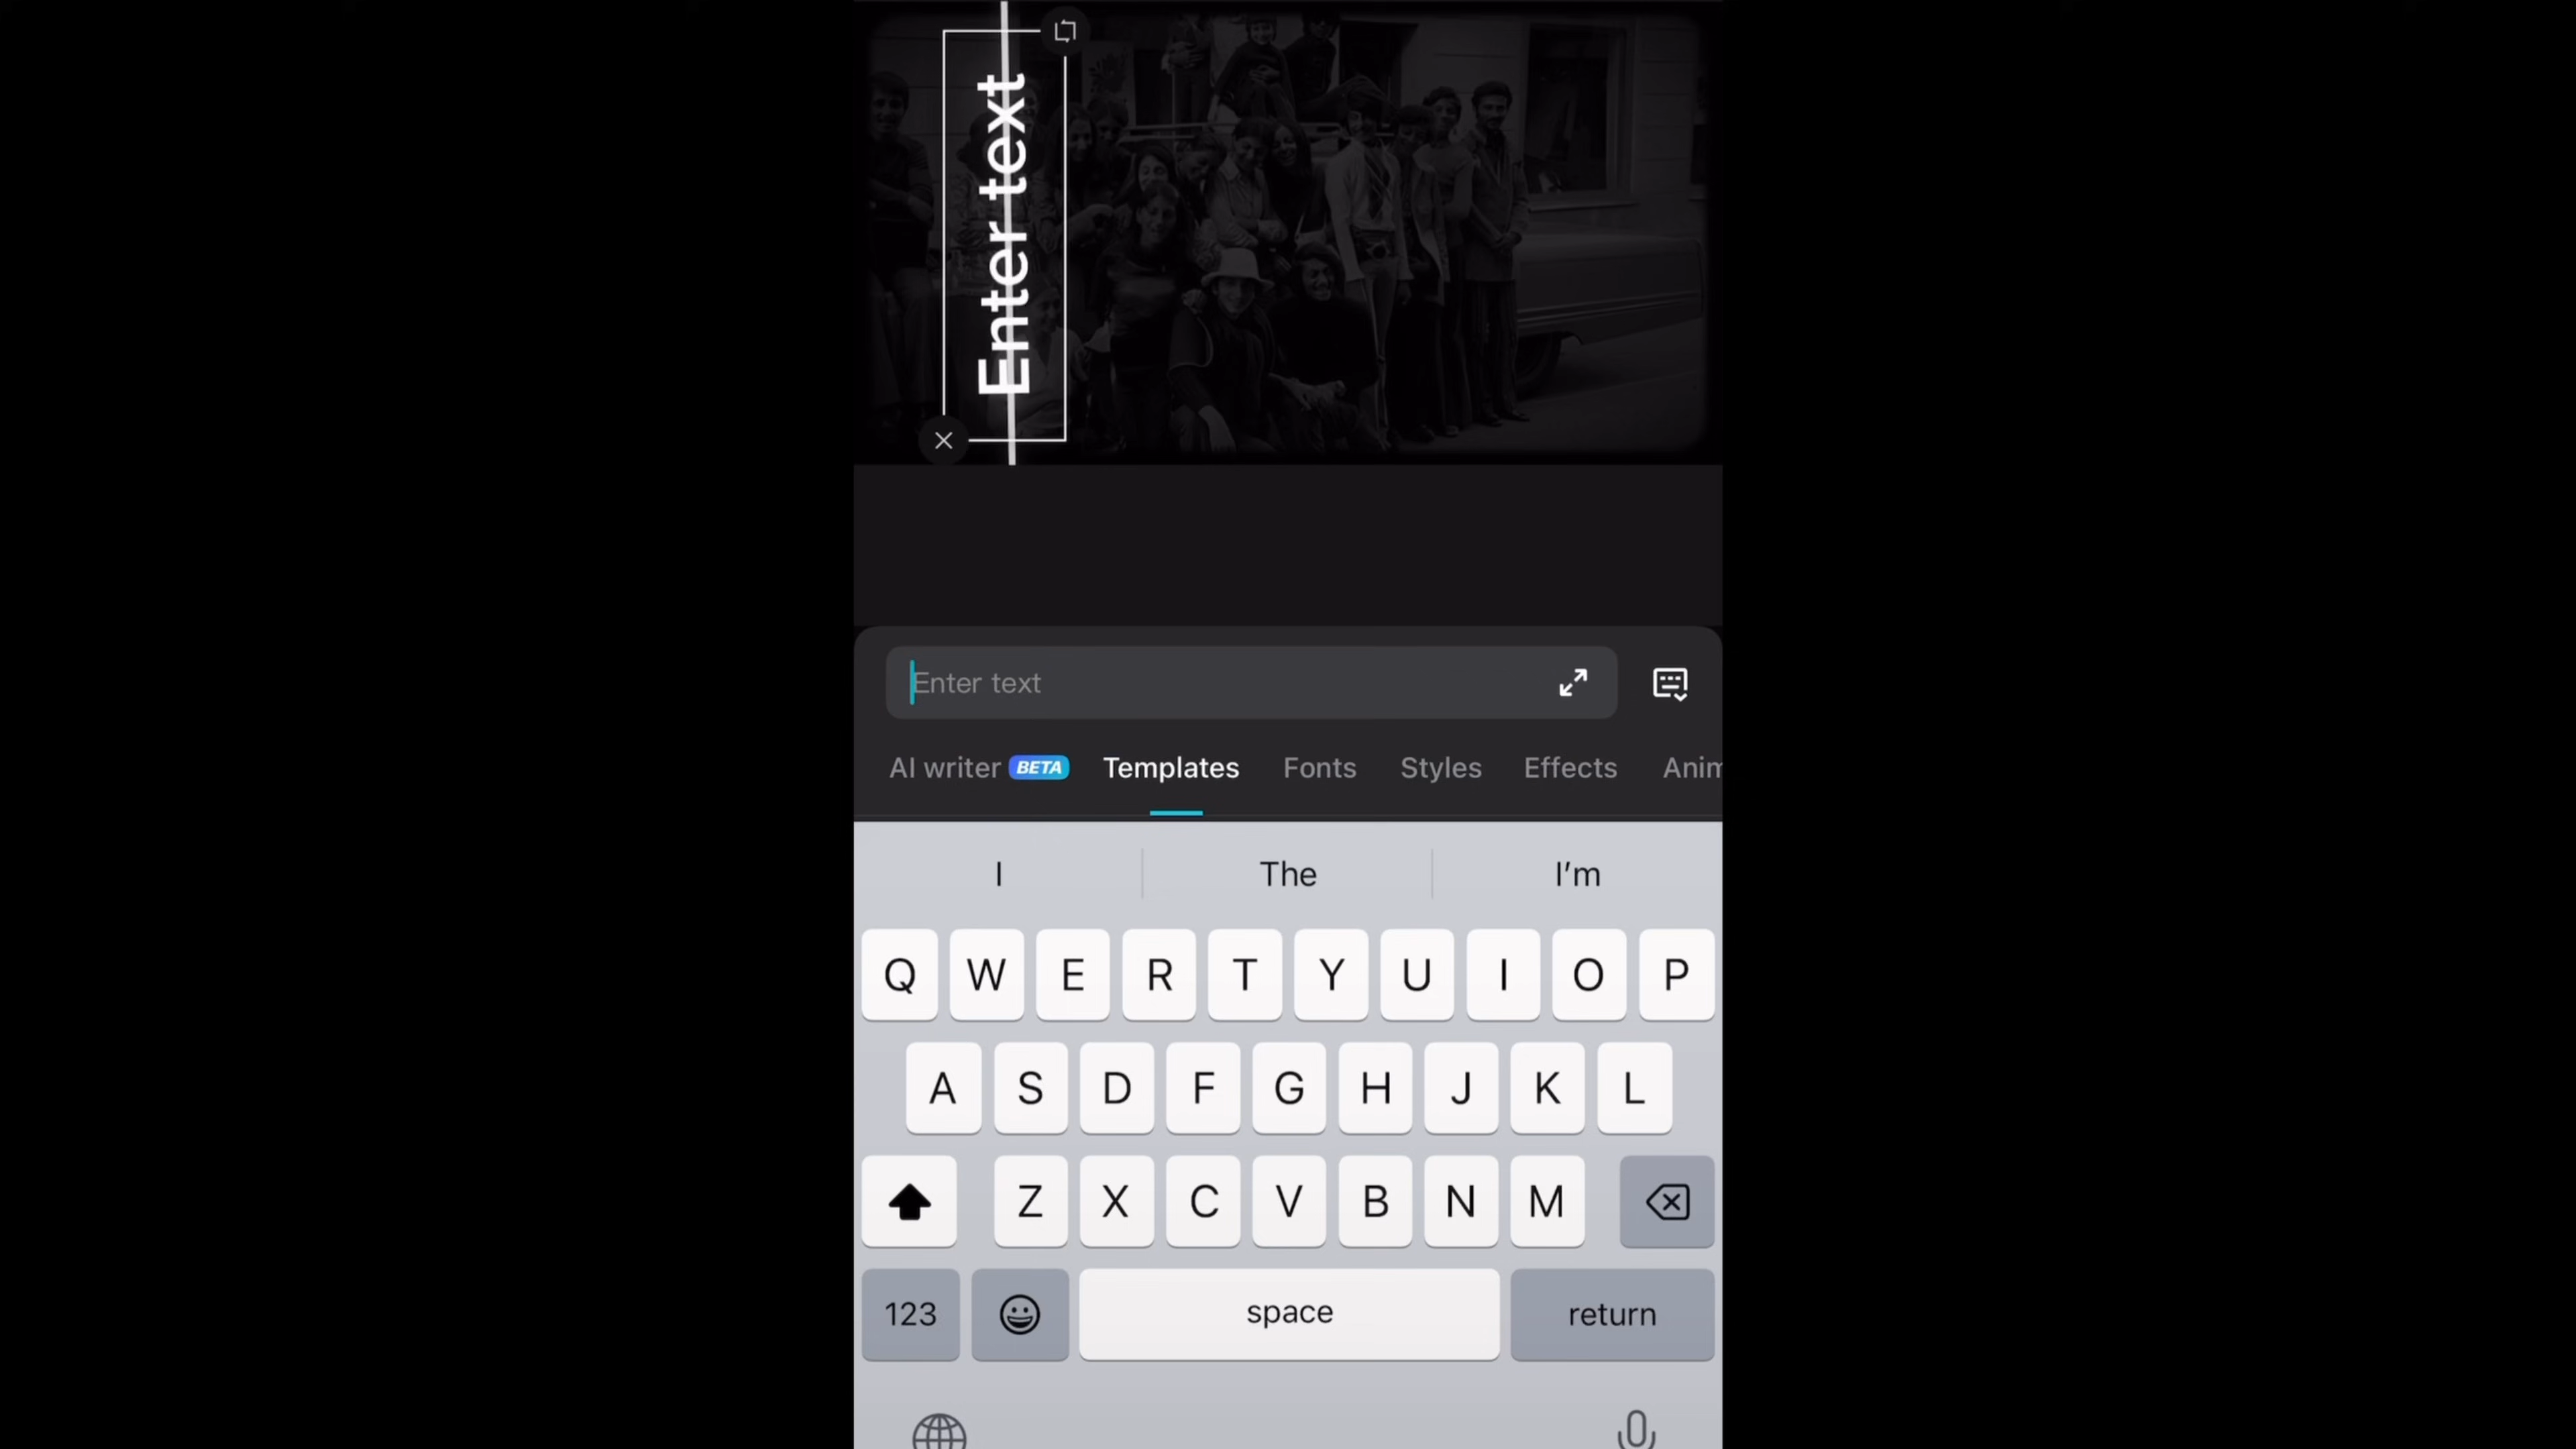 Enter text
Enter text
AI writer BETA Templates Fonts Styles Effects Anim
I The I'm
Q W E R T Y U I O P
A S D F G H J K L
Z X C V B N M
123 space return